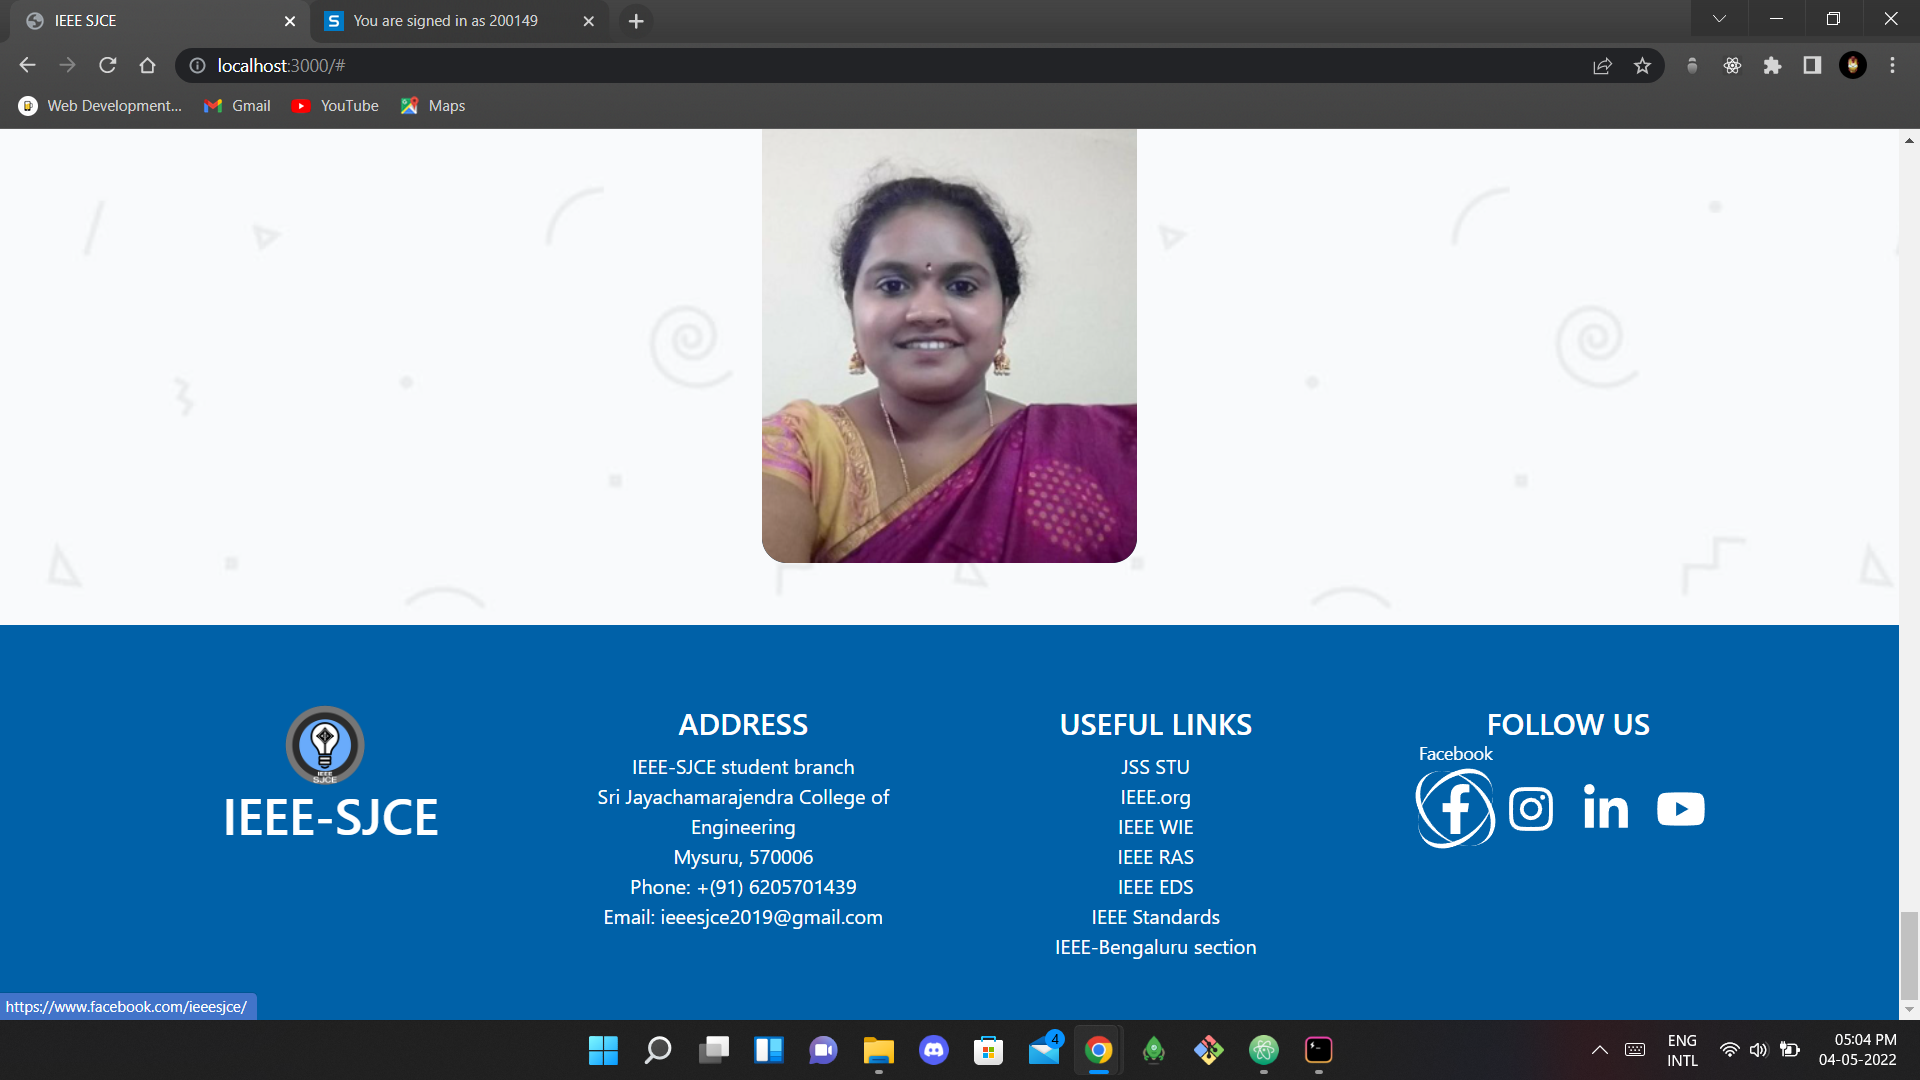 IEEE SJCE
You are signed in as 200149
localhost:3000/#
Web Development...
Gmail
YouTube
Maps
IEEE
SJCE
IEEE-SJCE
ADDRESS
IEEE-SJCE student branch
Sri Jayachamarajendra College of
Engineering
Mysuru, 570006
Phone: +(91) 6205701439
Email: ieeesjce2019@gmail.com
USEFUL LINKS
JSS STU
IEEE.org
IEEE WIE
IEEE RAS
IEEE EDS
IEEE Standards
IEEE-Bengaluru section
FOLLOW US
Facebook
https://www.facebook.com/ieeesjce/
4
ENG
INTL
05:04 PM
04-05-2022